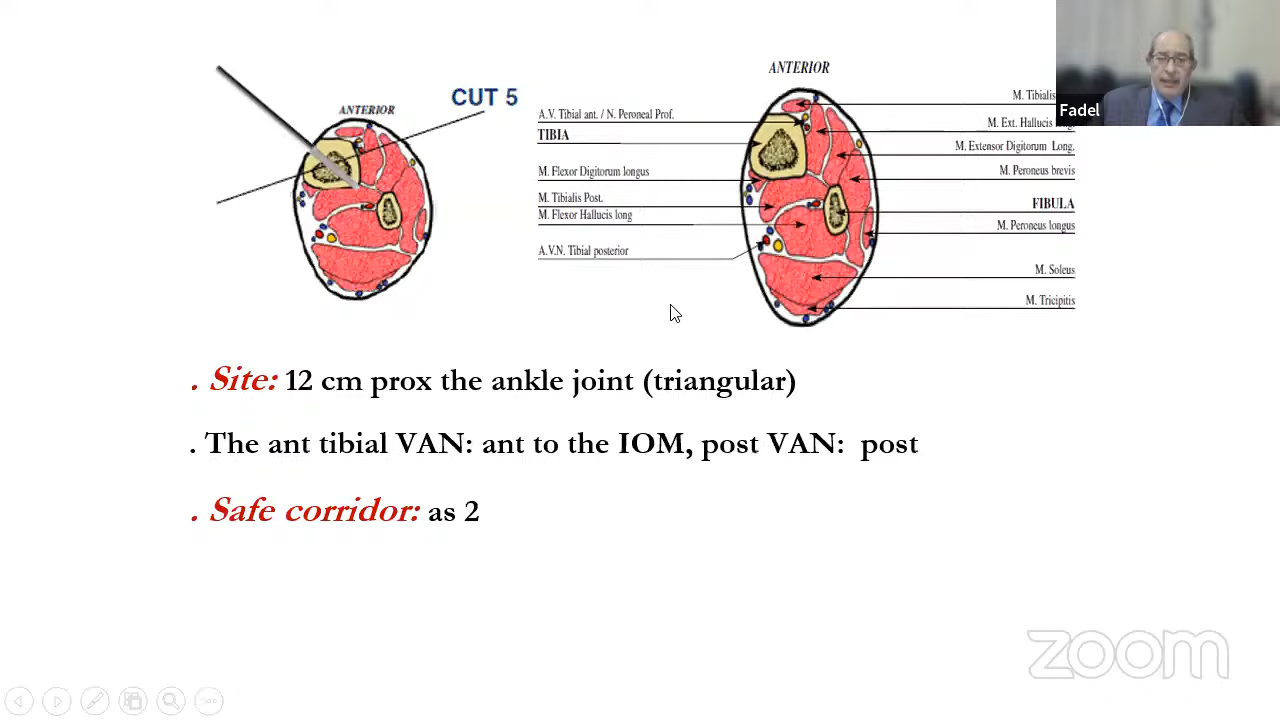 ANTERIOR
CUT 5
ANTERIOR
A.V. Tibial ant. / N. Peroneal Prof.
TIBIA
M. Flexor Digitorum longus
M. Tibialis Post.
M. Flexor Hallucis long
A.V.N. Tibial posterior
M. Tibialis
M. Ext. Hallucis
M. Extensor Digitorum Long.
M. Peroneus brevis
FIBULA
M. Peroneus longus
M. Soleus
M. Tricipitis
Fadel
. Site: 12 cm prox the ankle joint (triangular)
. The ant tibial VAN: ant to the IOM, post VAN: post
. Safe corridor: as 2
zoom